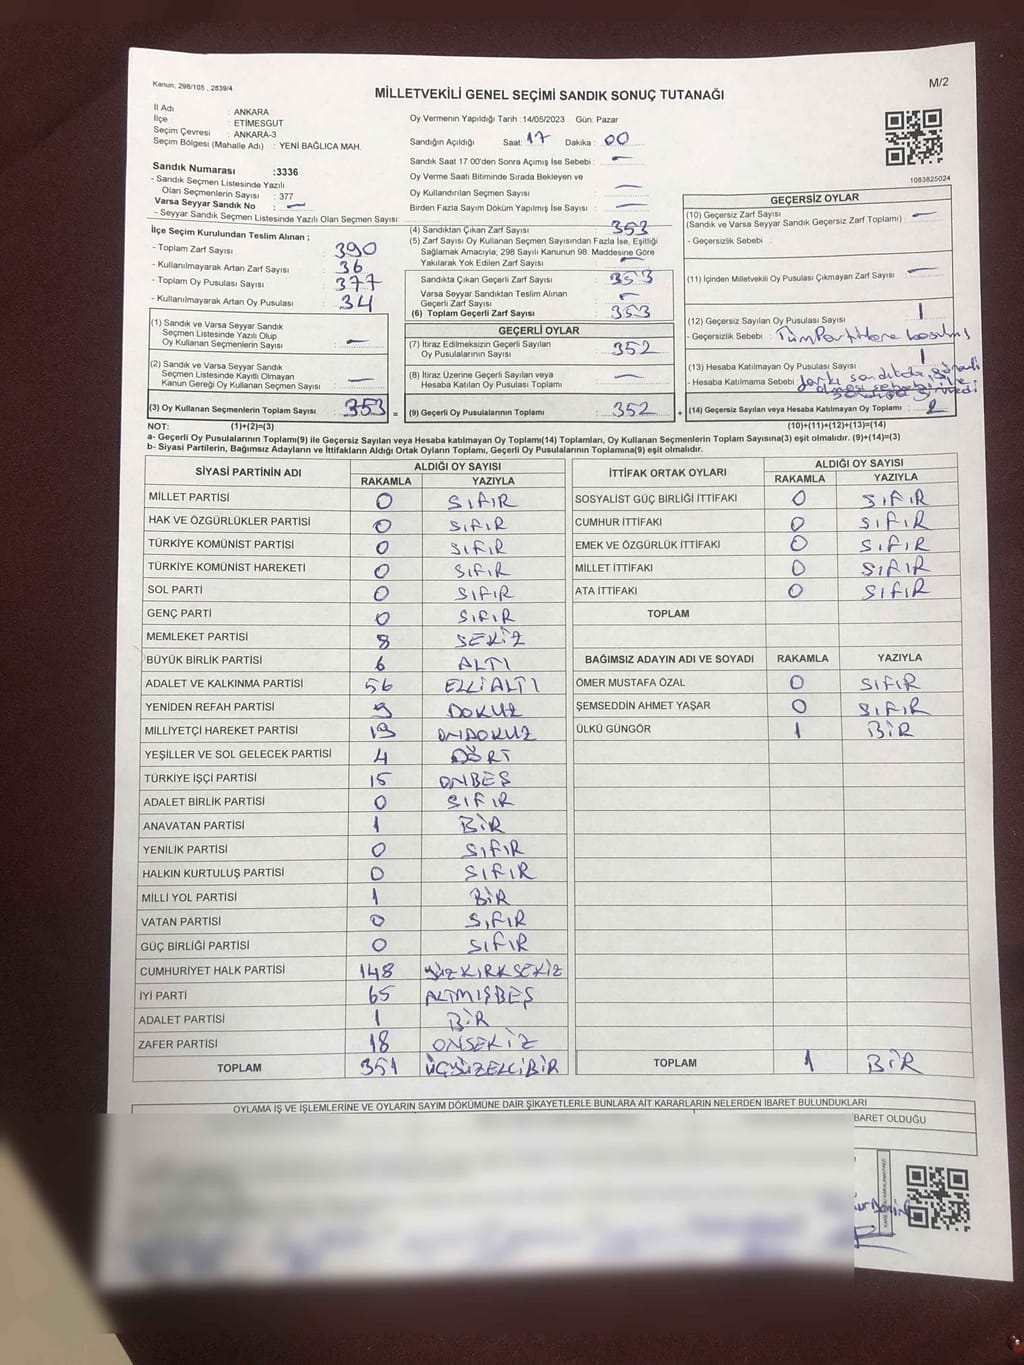 Kanun; 298/105 , 2839/4
M/2
MİLLETVEKİLİ GENEL SEÇİMİ SANDIK SONUÇ TUTANAĞI
İl Adı : ANKARA
İlçe : ETİMESGUT
Seçim Çevresi : ANKARA-3
Seçim Bölgesi (Mahalle Adı) : YENİ BAĞLICA MAH.
Sandık Numarası :3336
- Sandık Seçmen Listesinde Yazılı
Olan Seçmenlerin Sayısı : 377
Varsa Seyyar Sandık No : —
- Seyyar Sandık Seçmen Listesinde Yazılı Olan Seçmen Sayısı:
Oy Vermenin Yapıldığı Tarih :14/05/2023 Gün: Pazar
Sandığın Açıldığı Saat: 17 Dakika : 00
Sandık Saat 17:00'den Sonra Açımış İse Sebebi : —
Oy Verme Saati Bitiminde Sırada Bekleyen ve
Oy Kullandırılan Seçmen Sayısı : —
Birden Fazla Sayım Döküm Yapılmış İse Sayısı : —
1083825024
İlçe Seçim Kurulundan Teslim Alınan ;
- Toplam Zarf Sayısı : 390
- Kullanılmayarak Artan Zarf Sayısı : 36
- Toplam Oy Pusulası Sayısı : 377
- Kullanılmayarak Artan Oy Pusulası : 34
(1) Sandık ve Varsa Seyyar Sandık
Seçmen Listesinde Yazılı Olup
Oy Kullanan Seçmenlerin Sayısı : —
(2) Sandık ve Varsa Seyyar Sandık
Seçmen Listesinde Kayıtlı Olmayan
Kanun Gereği Oy Kullanan Seçmen Sayısı : —
(3) Oy Kullanan Seçmenlerin Toplam Sayısı : 353 =
(4) Sandıktan Çıkan Zarf Sayısı : 353
(5) Zarf Sayısı Oy Kullanan Seçmen Sayısından Fazla İse, Eşitliği
Sağlamak Amacıyla, 298 Sayılı Kanunun 98. Maddesine Göre
Yakılarak Yok Edilen Zarf Sayısı : —
Sandıkta Çıkan Geçerli Zarf Sayısı : 353
Varsa Seyyar Sandıktan Teslim Alınan
Geçerli Zarf Sayısı : —
(6) Toplam Geçerli Zarf Sayısı : 353
GEÇERLİ OYLAR
(7) İtiraz Edilmeksizin Geçerli Sayılan
Oy Pusulalarının Sayısı : 352
(8) İtiraz Üzerine Geçerli Sayılan veya
Hesaba Katılan Oy Pusulası Toplamı : —
(9) Geçerli Oy Pusulalarının Toplamı : 352 +
GEÇERSİZ OYLAR
(10) Geçersiz Zarf Sayısı : —
(Sandık ve Varsa Seyyar Sandık Geçersiz Zarf Toplamı)
- Geçersizlik Sebebi :
(11) İçinden Milletvekili Oy Pusulası Çıkmayan Zarf Sayısı : —
(12) Geçersiz Sayılan Oy Pusulası Sayısı : 1
- Geçersizlik Sebebi : Tüm Partilere basılmış
(13) Hesaba Katılmayan Oy Pusulası Sayısı : 1
- Hesaba Katılmama Sebebi :
(14) Geçersiz Sayılan veya Hesaba Katılmayan Oy Toplamı : 2
NOT: (1)+(2)=(3) (10)+(11)+(12)+(13)=(14)
a- Geçerli Oy Pusulalarının Toplamı(9) ile Geçersiz Sayılan veya Hesaba katılmayan Oy Toplamı(14) Toplamları, Oy Kullanan Seçmenlerin Toplam Sayısına(3) eşit olmalıdır. (9)+(14)=(3)
b- Siyasi Partilerin, Bağımsız Adayların ve İttifakların Aldığı Ortak Oyların Toplamı, Geçerli Oy Pusulalarının Toplamına(9) eşit olmalıdır.
SİYASİ PARTİNİN ADI ALDIĞI OY SAYISI
RAKAMLA YAZIYLA
MİLLET PARTİSİ 0 SIFIR
HAK VE ÖZGÜRLÜKLER PARTİSİ 0 SIFIR
TÜRKİYE KOMÜNİST PARTİSİ 0 SIFIR
TÜRKİYE KOMÜNİST HAREKETİ 0 SIFIR
SOL PARTİ 0 SIFIR
GENÇ PARTİ 0 SIFIR
MEMLEKET PARTİSİ 8 SEKİZ
BÜYÜK BİRLİK PARTİSİ 6 ALTI
ADALET VE KALKINMA PARTİSİ 56 ELLİALTI
YENİDEN REFAH PARTİSİ 9 DOKUZ
MİLLİYETÇİ HAREKET PARTİSİ 19 ONDOKUZ
YEŞİLLER VE SOL GELECEK PARTİSİ 4 DÖRT
TÜRKİYE İŞÇİ PARTİSİ 15 ONBEŞ
ADALET BİRLİK PARTİSİ 0 SIFIR
ANAVATAN PARTİSİ 1 BİR
YENİLİK PARTİSİ 0 SIFIR
HALKIN KURTULUŞ PARTİSİ 0 SIFIR
MİLLİ YOL PARTİSİ 1 BİR
VATAN PARTİSİ 0 SIFIR
GÜÇ BİRLİĞİ PARTİSİ 0 SIFIR
CUMHURİYET HALK PARTİSİ 148 YÜZKIRKSEKİZ
İYİ PARTİ 65 ALTMIŞBEŞ
ADALET PARTİSİ 1 BİR
ZAFER PARTİSİ 18 ONSEKİZ
TOPLAM 351 ÜÇYÜZELLİBİR
İTTİFAK ORTAK OYLARI ALDIĞI OY SAYISI
RAKAMLA YAZIYLA
SOSYALİST GÜÇ BİRLİĞİ İTTİFAKI 0 SIFIR
CUMHUR İTTİFAKI 0 SIFIR
EMEK VE ÖZGÜRLÜK İTTİFAKI 0 SIFIR
MİLLET İTTİFAKI 0 SIFIR
ATA İTTİFAKI 0 SIFIR
TOPLAM
BAĞIMSIZ ADAYIN ADI VE SOYADI RAKAMLA YAZIYLA
ÖMER MUSTAFA ÖZAL 0 SIFIR
ŞEMSEDDİN AHMET YAŞAR 0 SIFIR
ÜLKÜ GÜNGÖR 1 BİR
TOPLAM 1 BİR
OYLAMA İŞ VE İŞLEMLERİNE VE OYLARIN SAYIM DÖKÜMÜNE DAİR ŞİKAYETLERLE BUNLARA AİT KARARLARIN NELERDEN İBARET BULUNDUKLARI
BARET OLDUĞU